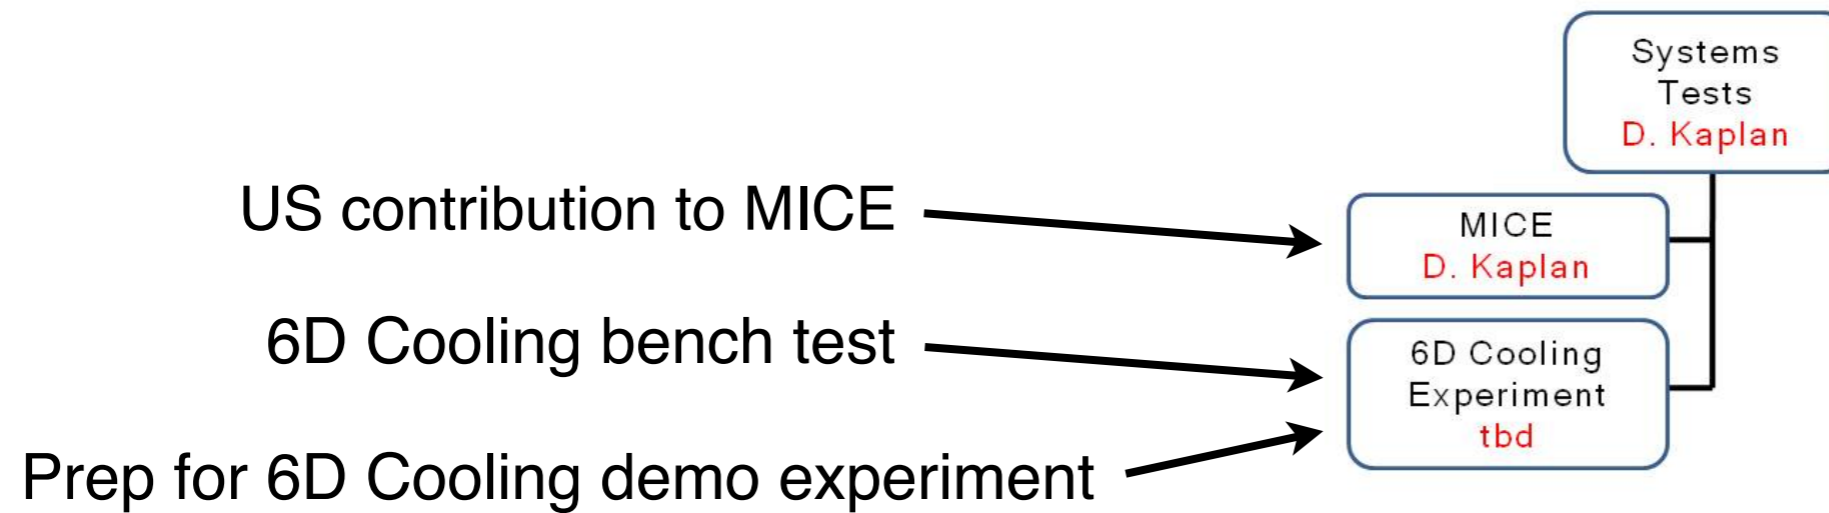 Systems
Tests
D. Kaplan
US contribution to MICE
MICE
D. Kaplan
6D Cooling bench test
6D Cooling
Experiment
tbd
Prep for 6D Cooling demo experiment